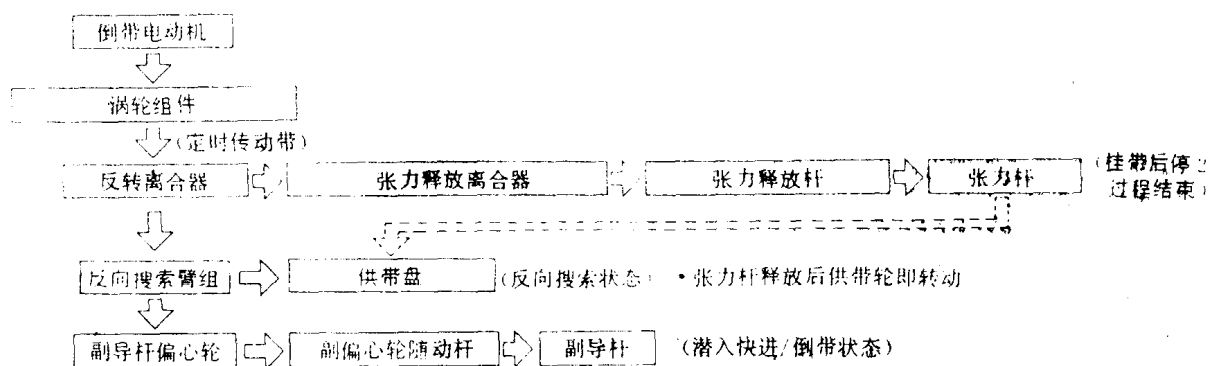 倒带电动机
涡轮组件
(定时传动带)
反转离合器 张力释放离合器 张力释放杆 张力杆 (挂带后停止
过程结束)
反向搜索臂组 供带盘 (反向搜索状态) ·张力杆释放后供带轮即转动
副导杆偏心轮 副偏心轮随动杆 副导杆 (潜入快进/倒带状态)